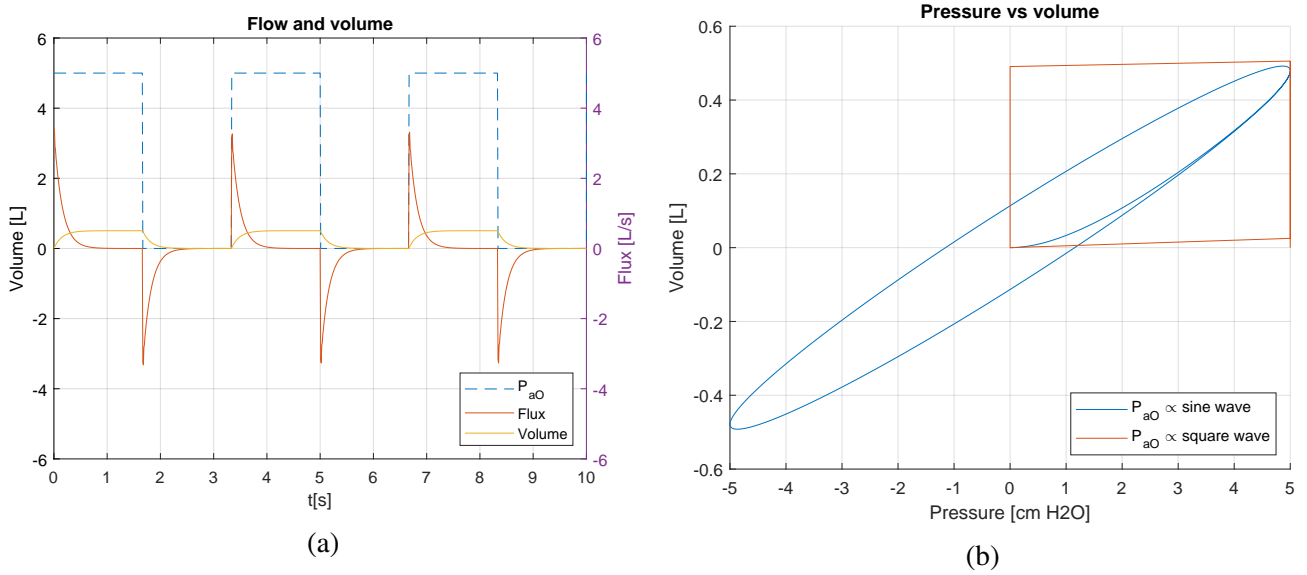 Flow and volume
6
4
2
0
-2
-4
-6
Volume [L]
6
4
2
0
-2
-4
-6
Flux [L/s]
P_aO
Flux
Volume
0 1 2 3 4 5 6 7 8 9 10
t[s]
(a)
Pressure vs volume
0.6
0.4
0.2
0
-0.2
-0.4
-0.6
Volume [L]
P_aO ∝ sine wave
P_aO ∝ square wave
-5 -4 -3 -2 -1 0 1 2 3 4 5
Pressure [cm H2O]
(b)